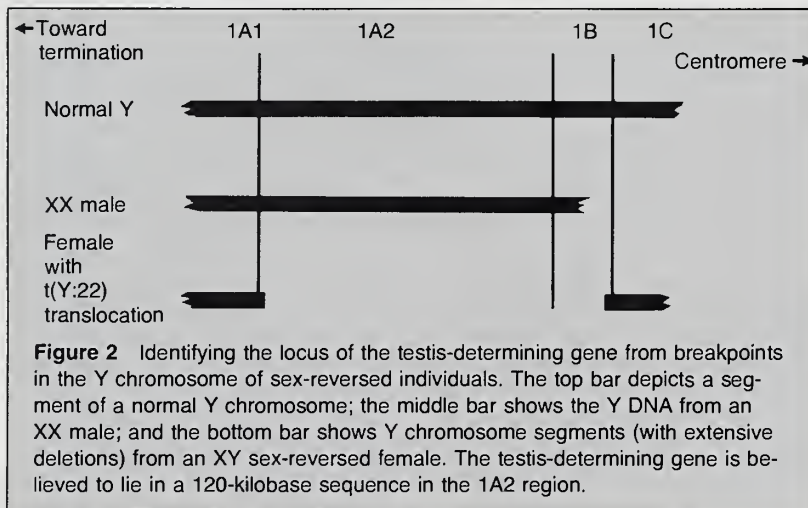 ←Toward
termination
1A1
1A2
1B
1C
Centromere →
Normal Y
XX male
Female
with
t(Y:22)
translocation
Figure 2 Identifying the locus of the testis-determining gene from breakpoints
in the Y chromosome of sex-reversed individuals. The top bar depicts a seg-
ment of a normal Y chromosome; the middle bar shows the Y DNA from an
XX male; and the bottom bar shows Y chromosome segments (with extensive
deletions) from an XY sex-reversed female. The testis-determining gene is be-
lieved to lie in a 120-kilobase sequence in the 1A2 region.